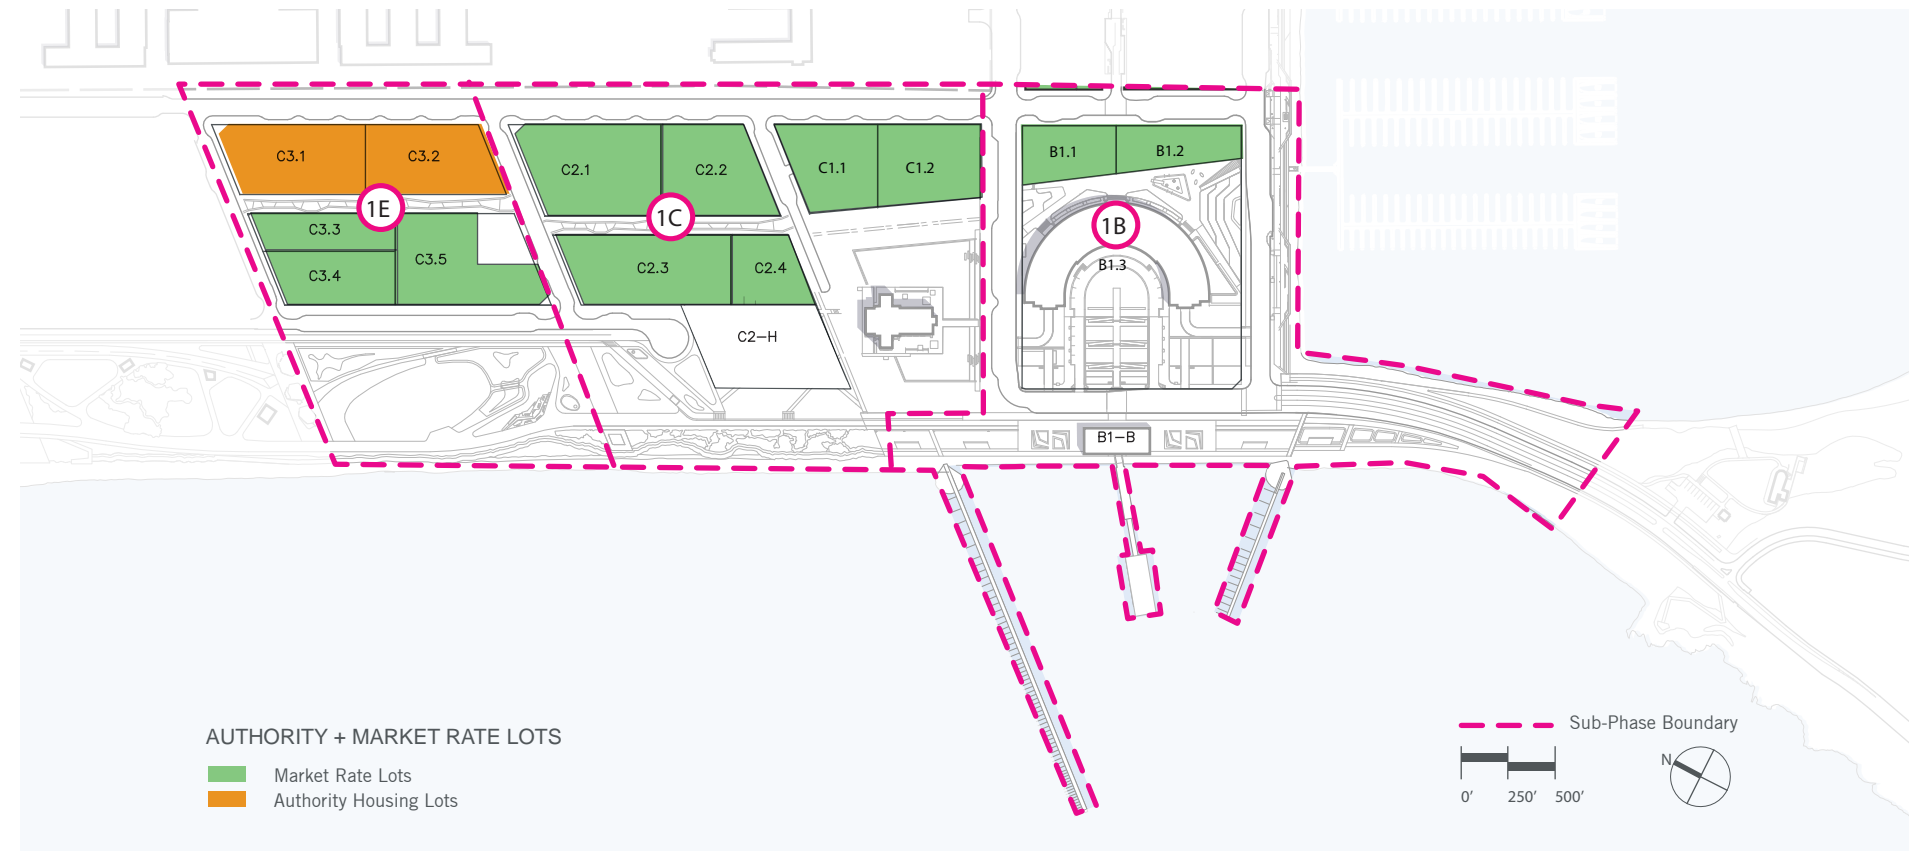 C3.1
C3.2
C2.1
C2.2
C1.1
C1.2
B1.1
B1.2
1E
1C
1B
C3.3
C3.4
C3.5
C2.3
C2.4
B1.3
C2-H
B1-B
AUTHORITY + MARKET RATE LOTS
Market Rate Lots
Authority Housing Lots
Sub-Phase Boundary
0' 250' 500'
N